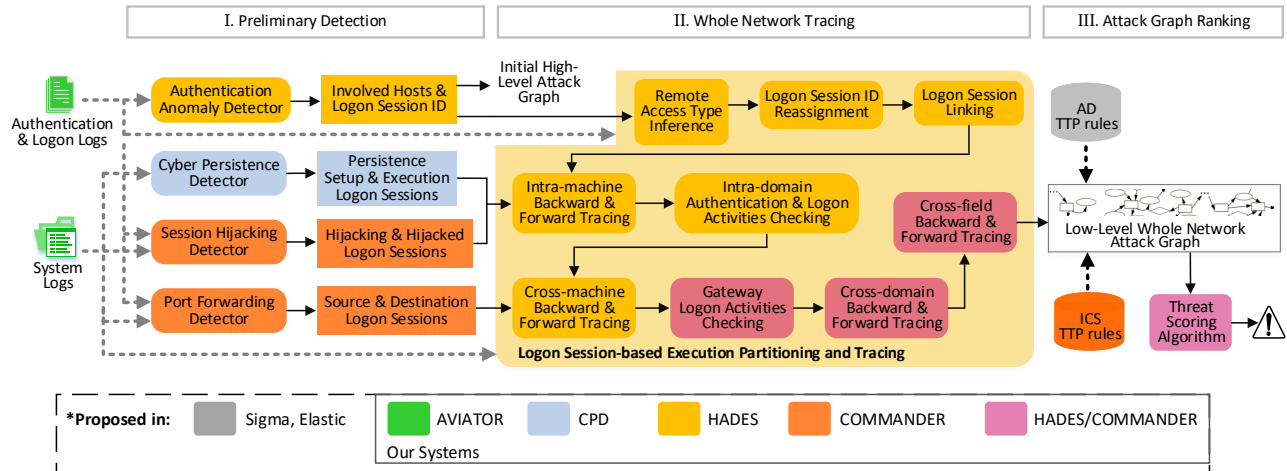 I. Preliminary Detection
II. Whole Network Tracing
III. Attack Graph Ranking
Authentication
& Logon Logs
System
Logs
Authentication
Anomaly Detector
Involved Hosts &
Logon Session ID
Initial High-
Level Attack
Graph
Cyber Persistence
Detector
Persistence
Setup & Execution
Logon Sessions
Session Hijacking
Detector
Hijacking & Hijacked
Logon Sessions
Port Forwarding
Detector
Source & Destination
Logon Sessions
Remote
Access Type
Inference
Logon Session ID
Reassignment
Logon Session
Linking
Intra-machine
Backward &
Forward Tracing
Intra-domain
Authentication & Logon
Activities Checking
Cross-machine
Backward &
Forward Tracing
Gateway
Logon Activities
Checking
Cross-domain
Backward &
Forward Tracing
Cross-field
Backward &
Forward Tracing
Logon Session-based Execution Partitioning and Tracing
AD
TTP rules
...
...
...
Low-Level Whole Network
Attack Graph
ICS
TTP rules
Threat
Scoring
Algorithm
*Proposed in:
Sigma, Elastic
AVIATOR
CPD
HADES
COMMANDER
HADES/COMMANDER
Our Systems